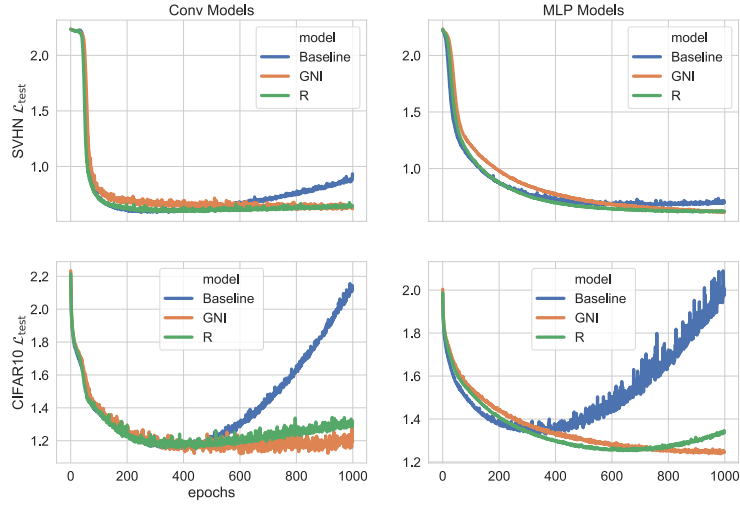 Conv Models
MLP Models
SVHN ℒtest
2.0
1.5
1.0
model
Baseline
GNI
R
2.0
1.5
1.0
model
Baseline
GNI
R
CIFAR10 ℒtest
2.2
2.0
1.8
1.6
1.4
1.2
model
Baseline
GNI
R
0 200 400 600 800 1000
epochs
2.0
1.8
1.6
1.4
1.2
model
Baseline
GNI
R
0 200 400 600 800 1000